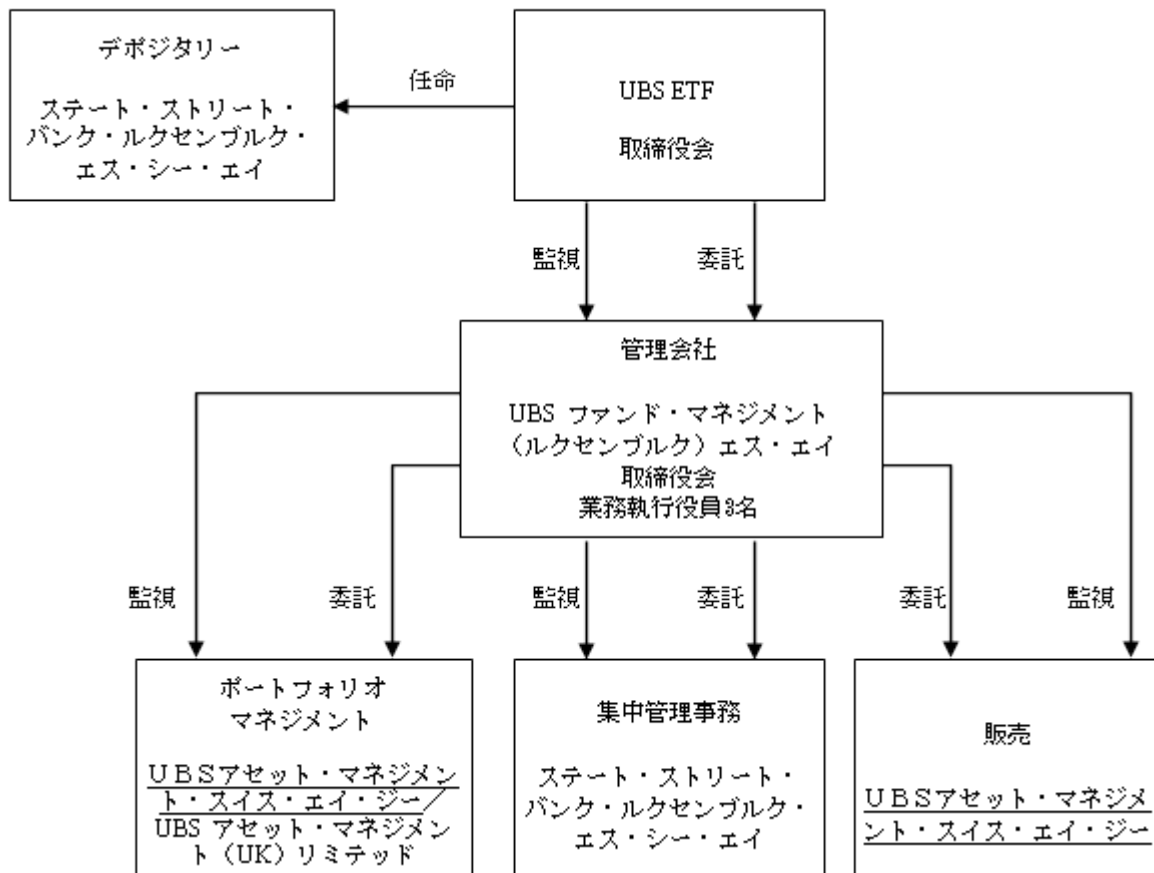 デポジタリー
ステート・ストリート・
バンク・ルクセンブルク・
エス・シー・エイ
任命
UBS ETF
取締役会
監視
委託
管理会社
UBS ファンド・マネジメント
（ルクセンブルク）エス・エイ
取締役会
業務執行役員3名
監視
委託
監視
委託
委託
監視
ポートフォリオ
マネジメント
ＵＢＳアセット・マネジメン
ト・スイス・エイ・ジー／
UBS アセット・マネジメン
ト（UK）リミテッド
集中管理事務
ステート・ストリート・
バンク・ルクセンブルク・
エス・シー・エイ
販売
ＵＢＳアセット・マネジメ
ント・スイス・エイ・ジー